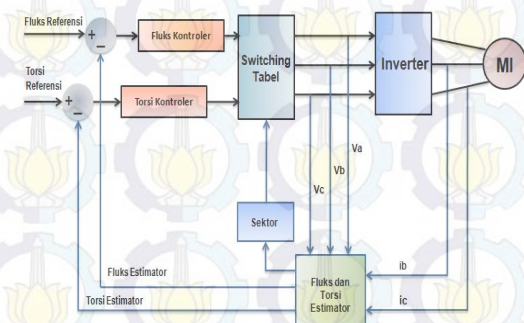 Fluks Referensi
+
−
Fluks Kontroler
Switching
Tabel
Inverter
MI
Torsi
Referensi
+
−
Torsi Kontroler
Va
Vb
Vc
Sektor
Fluks Estimator
Torsi Estimator
Fluks dan
Torsi
Estimator
ib
ic